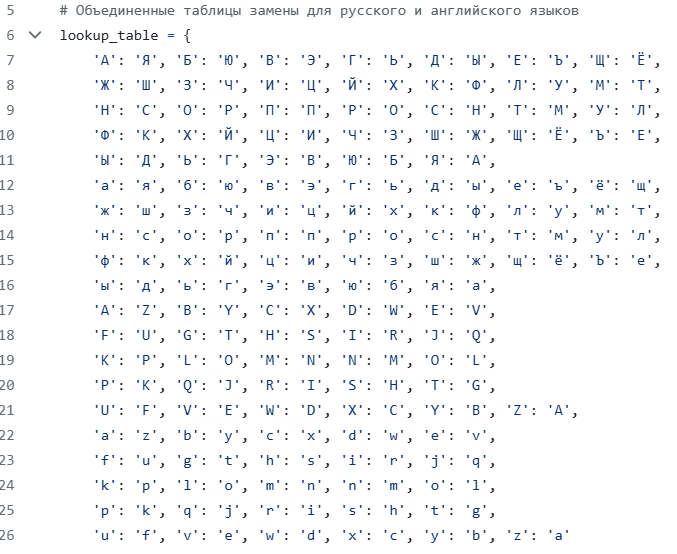 5 # Объединенные таблицы замены для русского и английского языков
6 lookup_table = {
7 'А': 'Я', 'Б': 'Ю', 'В': 'Э', 'Г': 'Ь', 'Д': 'Ы', 'Е': 'Ъ', 'Щ': 'Ё',
8 'Ж': 'Ш', 'З': 'Ч', 'И': 'Ц', 'Й': 'Х', 'К': 'Ф', 'Л': 'У', 'М': 'Т',
9 'Н': 'С', 'О': 'Р', 'П': 'П', 'Р': 'О', 'С': 'Н', 'Т': 'М', 'У': 'Л',
10 'Ф': 'К', 'Х': 'Й', 'Ц': 'И', 'Ч': 'З', 'Ш': 'Ж', 'Щ': 'Ё', 'Ъ': 'Е',
11 'Ы': 'Д', 'Ь': 'Г', 'Э': 'В', 'Ю': 'Б', 'Я': 'А',
12 'а': 'я', 'б': 'ю', 'в': 'э', 'г': 'ь', 'д': 'ы', 'е': 'ъ', 'ё': 'щ',
13 'ж': 'ш', 'з': 'ч', 'и': 'ц', 'й': 'х', 'к': 'ф', 'л': 'у', 'м': 'т',
14 'н': 'с', 'о': 'р', 'п': 'п', 'р': 'о', 'с': 'н', 'т': 'м', 'у': 'л',
15 'ф': 'к', 'х': 'й', 'ц': 'и', 'ч': 'з', 'ш': 'ж', 'щ': 'ё', 'Ъ': 'е',
16 'ы': 'д', 'ь': 'г', 'э': 'в', 'ю': 'б', 'я': 'а',
17 'A': 'Z', 'B': 'Y', 'C': 'X', 'D': 'W', 'E': 'V',
18 'F': 'U', 'G': 'T', 'H': 'S', 'I': 'R', 'J': 'Q',
19 'K': 'P', 'L': 'O', 'M': 'N', 'N': 'M', 'O': 'L',
20 'P': 'K', 'Q': 'J', 'R': 'I', 'S': 'H', 'T': 'G',
21 'U': 'F', 'V': 'E', 'W': 'D', 'X': 'C', 'Y': 'B', 'Z': 'A',
22 'a': 'z', 'b': 'y', 'c': 'x', 'd': 'w', 'e': 'v',
23 'f': 'u', 'g': 't', 'h': 's', 'i': 'r', 'j': 'q',
24 'k': 'p', 'l': 'o', 'm': 'n', 'n': 'm', 'o': 'l',
25 'p': 'k', 'q': 'j', 'r': 'i', 's': 'h', 't': 'g',
26 'u': 'f', 'v': 'e', 'w': 'd', 'x': 'c', 'y': 'b', 'z': 'a'